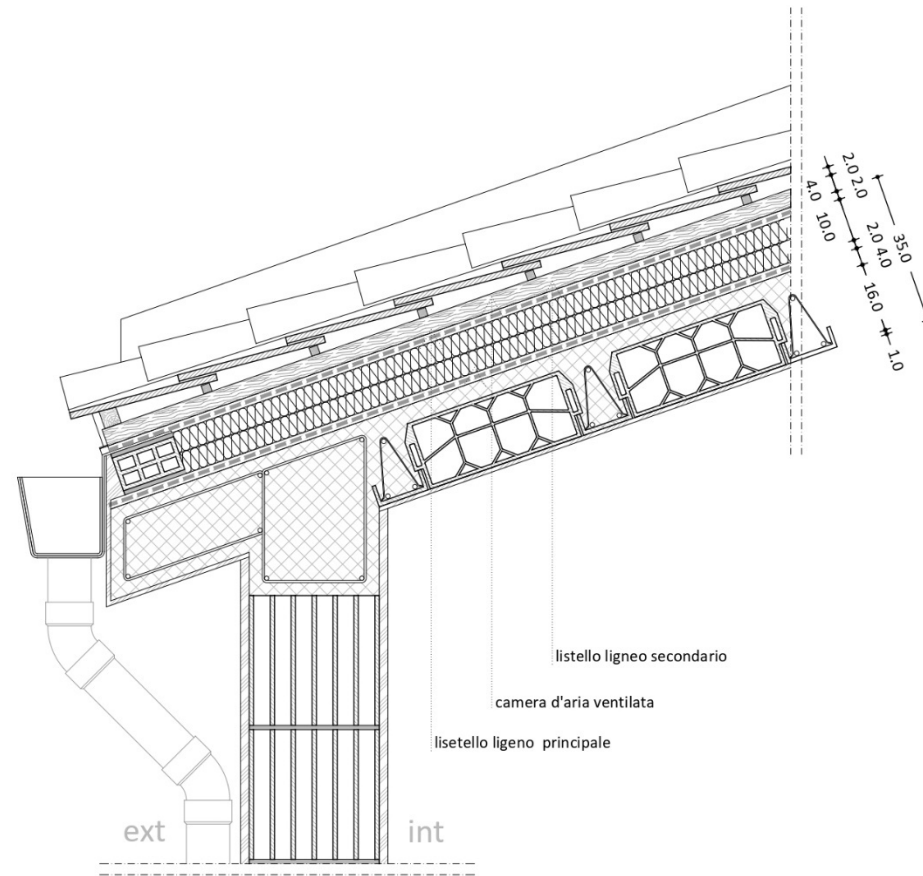 2.0
2.0
4.0
10.0
35.0
2.0
4.0
16.0
1.0
listello ligneo secondario
camera d'aria ventilata
lisetello ligeno principale
ext
int